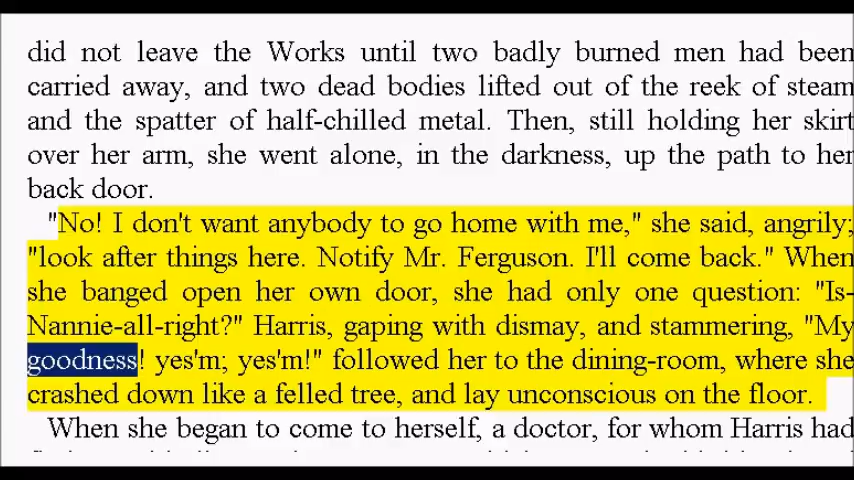 did not leave the Works until two badly burned men had been
carried away, and two dead bodies lifted out of the reek of steam
and the spatter of half-chilled metal. Then, still holding her skirt
over her arm, she went alone, in the darkness, up the path to her
back door.
"No! I don't want anybody to go home with me," she said, angrily;
"look after things here. Notify Mr. Ferguson. I'll come back." When
she banged open her own door, she had only one question: "Is-
Nannie-all-right?" Harris, gaping with dismay, and stammering, "My
goodness! yes'm; yes'm!" followed her to the dining-room, where she
crashed down like a felled tree, and lay unconscious on the floor.
When she began to come to herself, a doctor, for whom Harris had